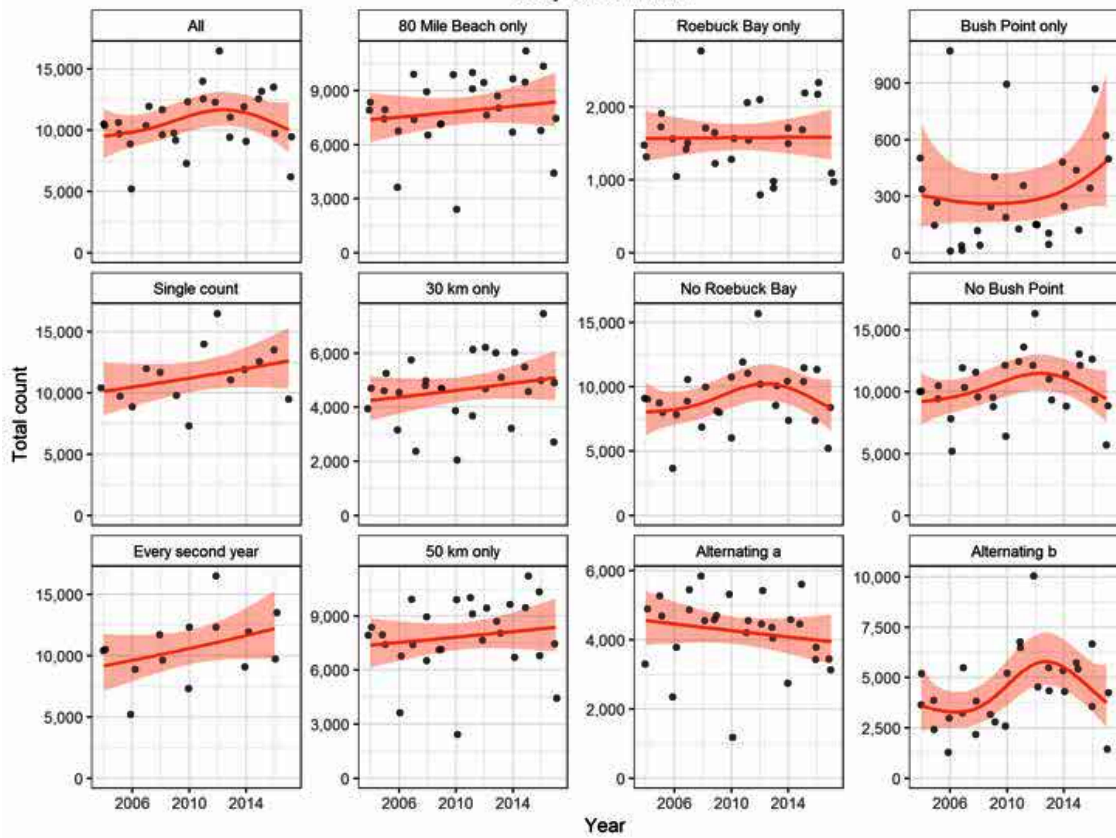 All
80 Mile Beach only
Roebuck Bay only
Bush Point only
15,000
10,000
5,000
0
9,000
6,000
3,000
0
2,000
1,000
0
900
600
300
0
Single count
30 km only
No Roebuck Bay
No Bush Point
15,000
10,000
5,000
0
6,000
4,000
2,000
0
15,000
10,000
5,000
0
15,000
10,000
5,000
0
Every second year
50 km only
Alternating a
Alternating b
15,000
10,000
5,000
0
9,000
6,000
3,000
0
6,000
4,000
2,000
0
10,000
7,500
5,000
2,500
0
2006 2010 2014
2006 2010 2014
2006 2010 2014
2006 2010 2014
Total count
Year